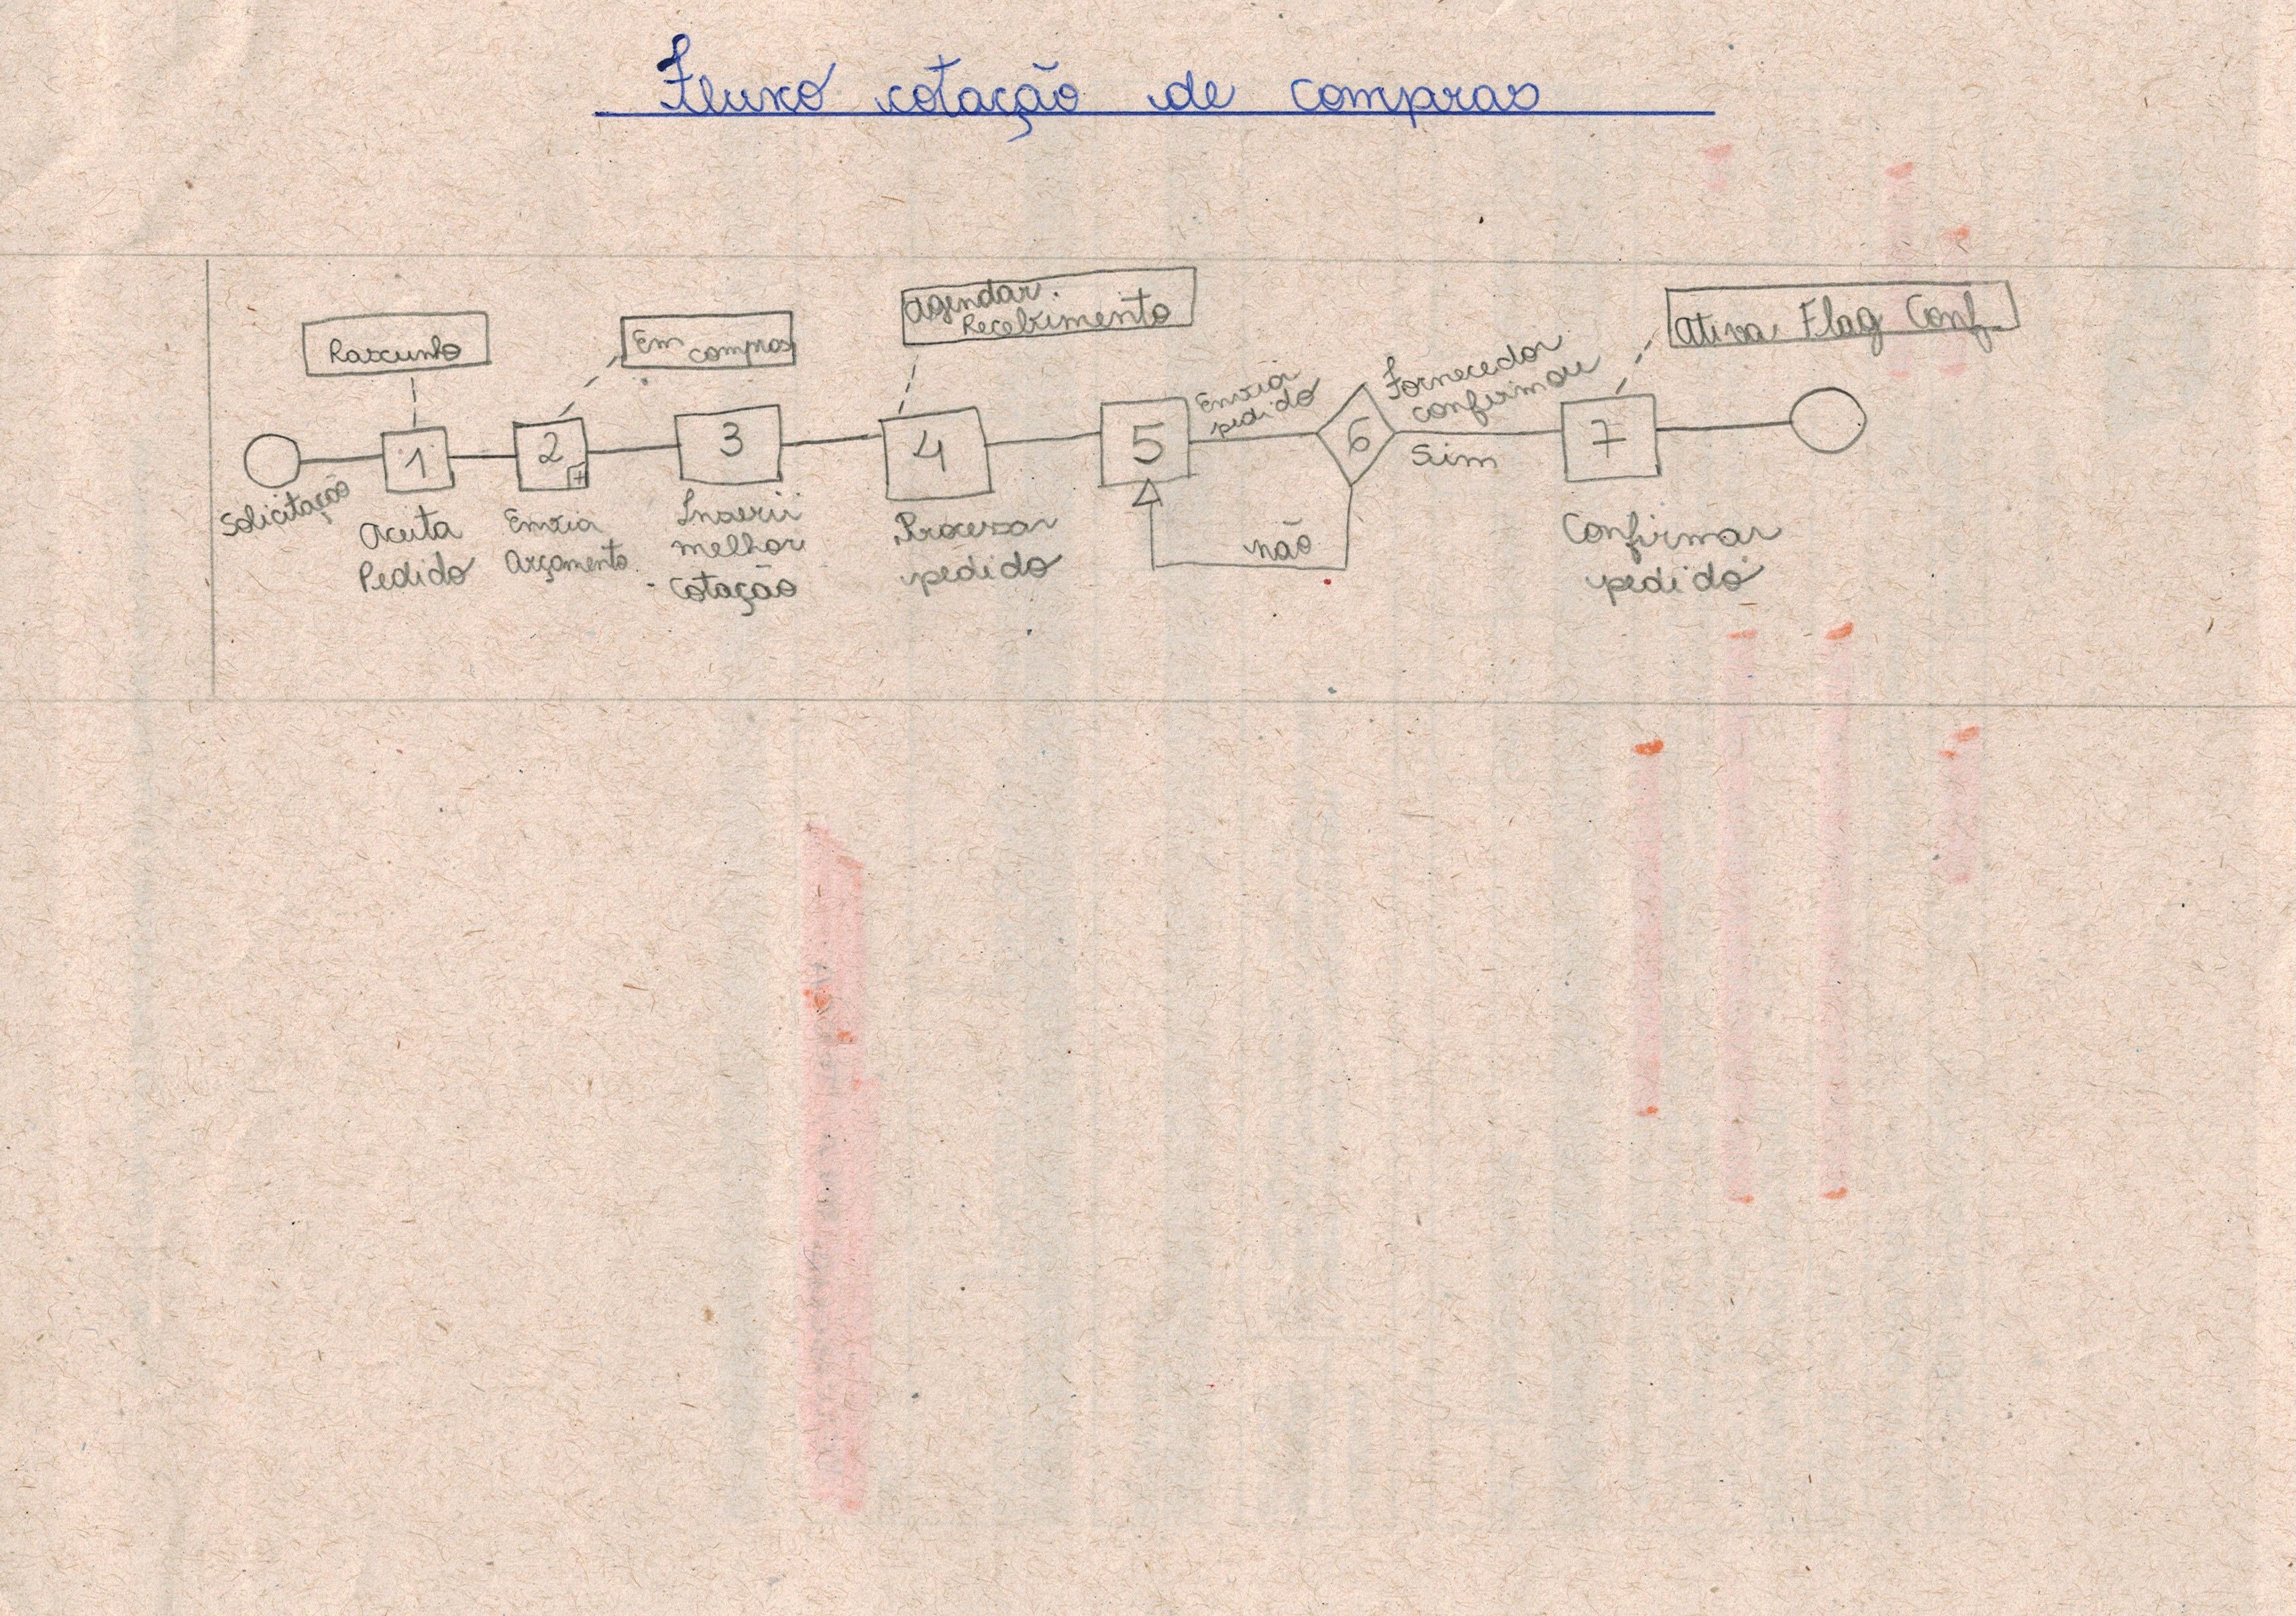 Fluxo cotação de compras
Rascunho
Em compras
Agendar.
Recebimento
Ativa Flag Conf.
1
2
+
3
4
5
Enviar
pedido
6
Fornecedor
confirmou
Sim
não
7
Solicitação
Aceita
Pedido
Envia
Orçamento.
Inserir
melhor
cotação
Processar
pedido
Confirmar
pedido